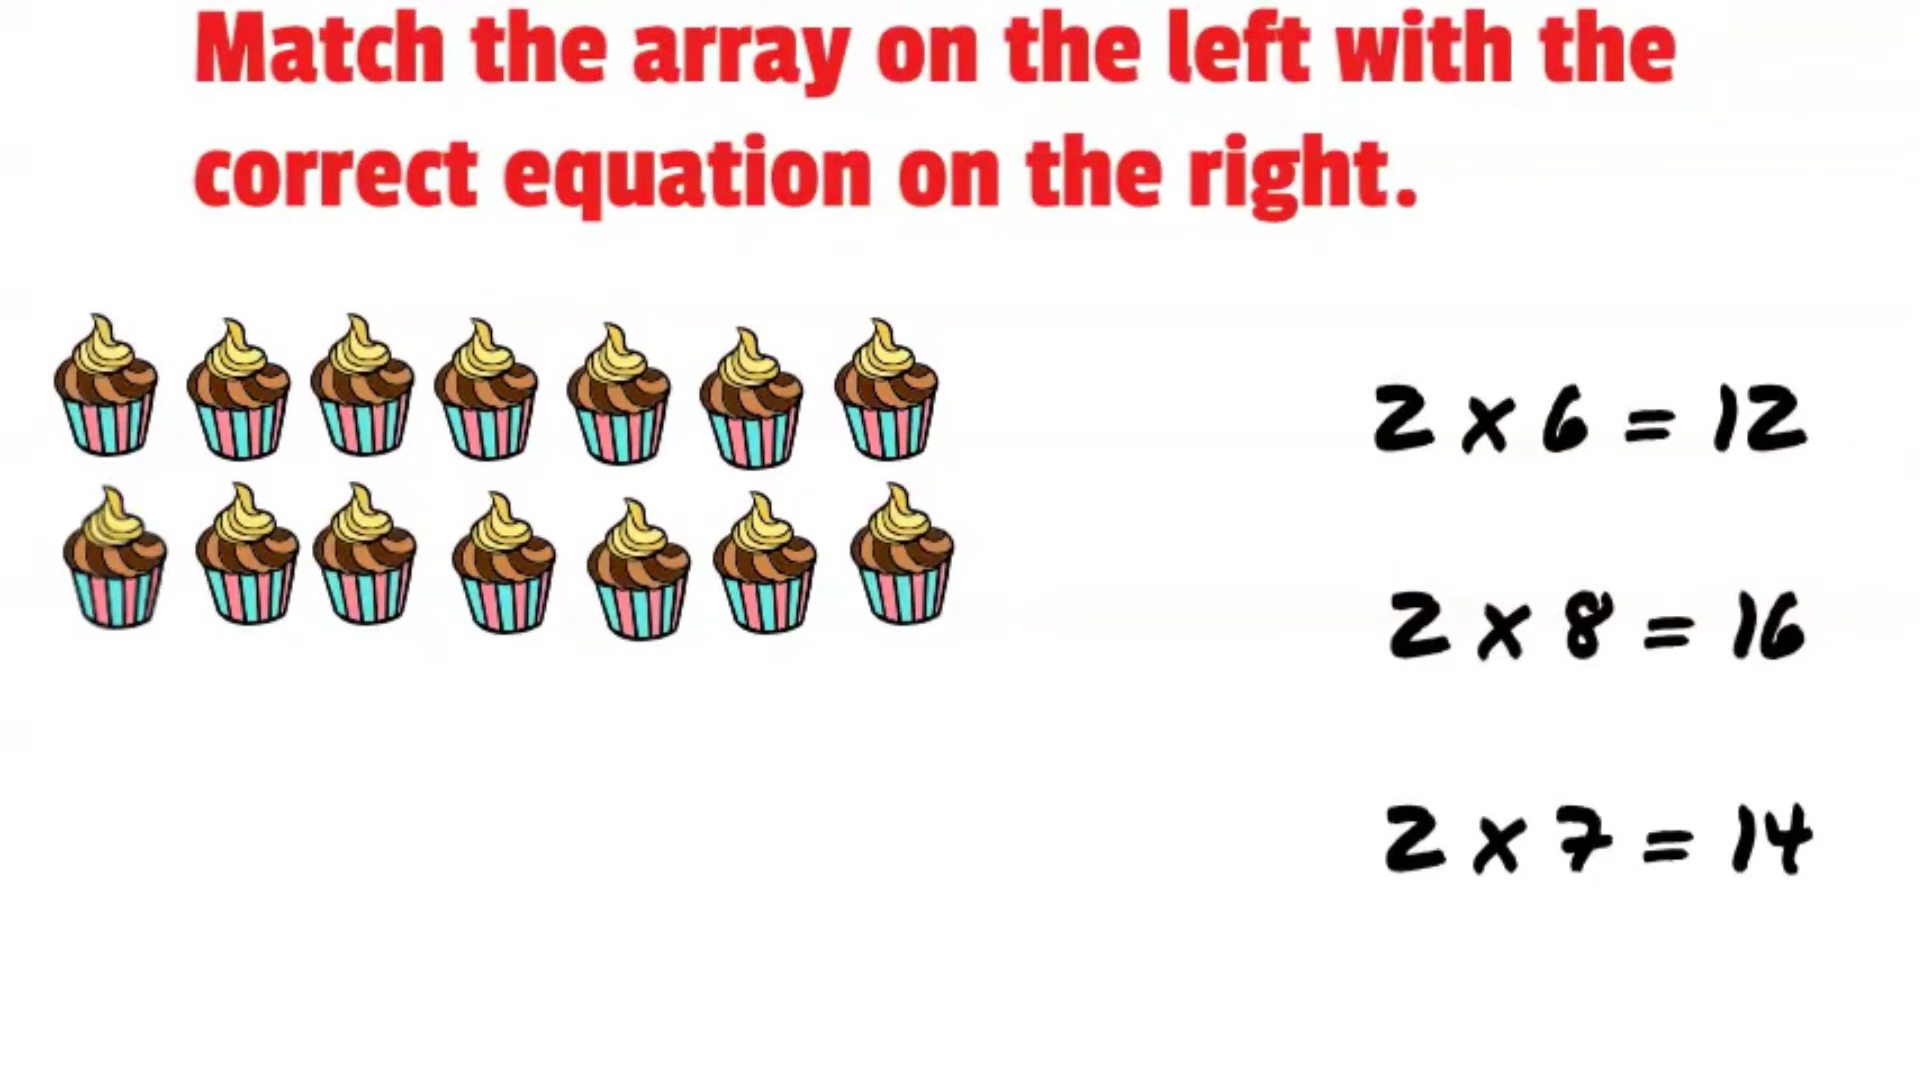 Match the array on the left with the
correct equation on the right.
2 x 6 = 12
2 x 8 = 16
2 x 7 = 14